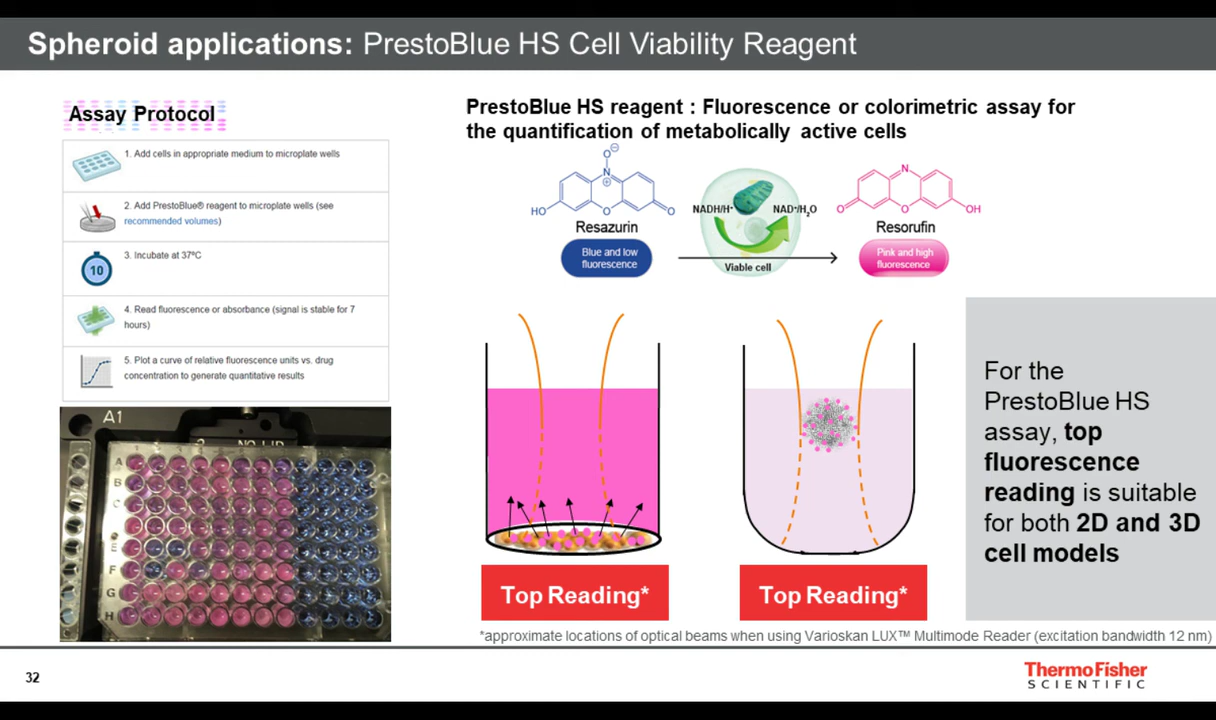 Spheroid applications: PrestoBlue HS Cell Viability Reagent
Assay Protocol
1. Add cells in appropriate medium to microplate wells
2. Add PrestoBlue® reagent to microplate wells (see
recommended volumes)
10
3. Incubate at 37ºC
4. Read fluorescence or absorbance (signal is stable for 7
hours)
5. Plot a curve of relative fluorescence units vs. drug
concentration to generate quantitative results
A1
NO LID
A
B
C
E
F
G
H
PrestoBlue HS reagent : Fluorescence or colorimetric assay for
the quantification of metabolically active cells
O⊖
N
⊕
HO
O
O
Resazurin
Blue and low
fluorescence
NADH/H⁺
NAD⁺/H₂O
Viable cell
N
O
O
OH
Resorufin
Pink and high
fluorescence
Top Reading*
Top Reading*
For the
PrestoBlue HS
assay, top
fluorescence
reading is suitable
for both 2D and 3D
cell models
*approximate locations of optical beams when using Varioskan LUX™ Multimode Reader (excitation bandwidth 12 nm)
32
ThermoFisher
SCIENTIFIC